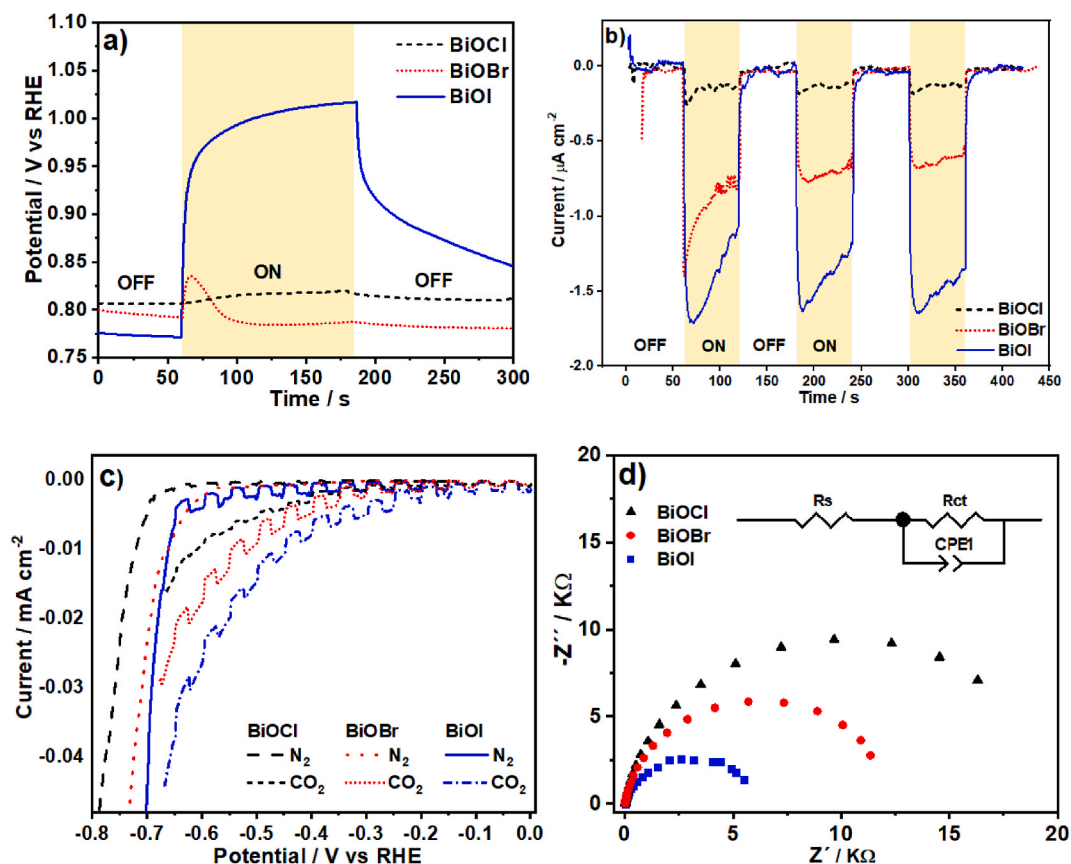 a)
Potential / V vs RHE
1.10
1.05
1.00
0.95
0.90
0.85
0.80
0.75
BiOCl
BiOBr
BiOI
OFF
ON
OFF
0
50
100
150
200
250
300
Time / s
b)
Current / µA cm-2
0.0
-0.5
-1.0
-1.5
-2.0
OFF
ON
OFF
ON
BiOCl
BiOBr
BiOI
0
50
100
150
200
250
300
350
400
450
Time / s
c)
Current / mA cm-2
0.00
-0.01
-0.02
-0.03
-0.04
BiOCl BiOBr BiOI
N2 N2 N2
CO2 CO2 CO2
-0.8
-0.7
-0.6
-0.5
-0.4
-0.3
-0.2
-0.1
0.0
Potential / V vs RHE
d)
-Z´´ / KΩ
20
15
10
5
0
BiOCl
BiOBr
BiOI
Rs
Rct
CPE1
0
5
10
15
20
Z´ / KΩ